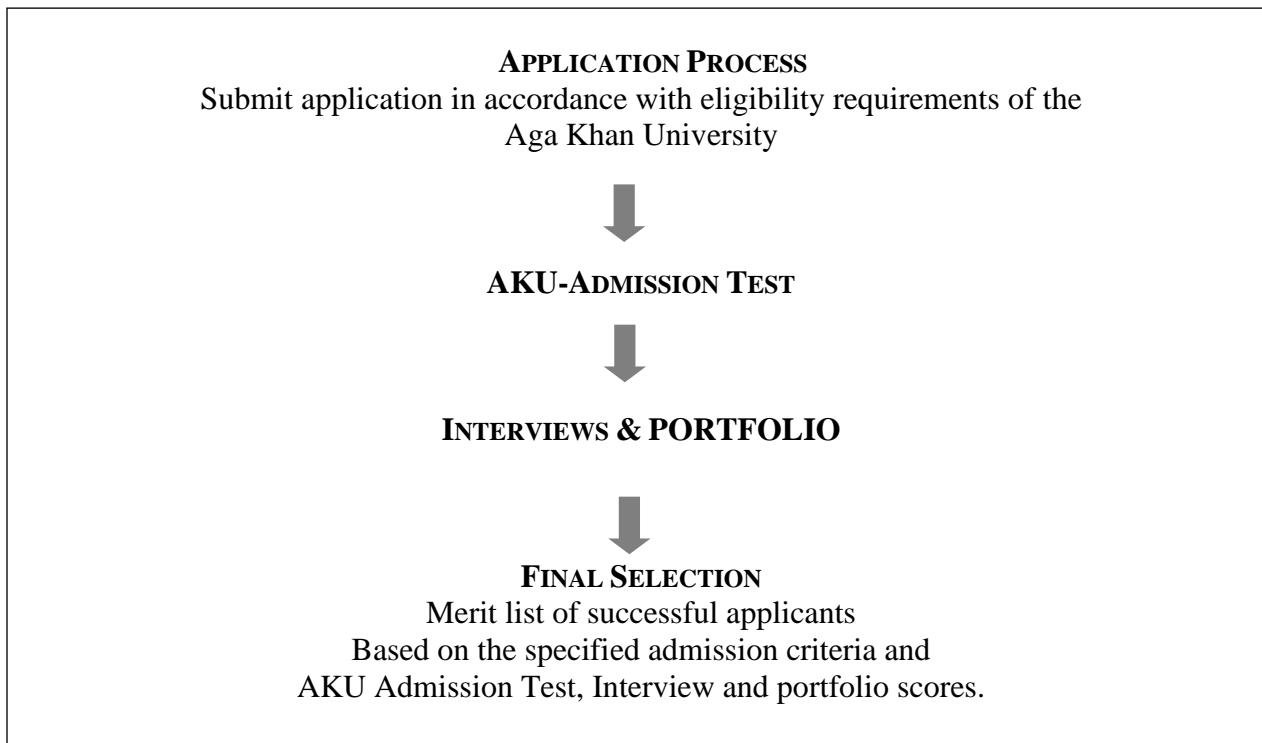 APPLICATION PROCESS
Submit application in accordance with eligibility requirements of the
Aga Khan University
AKU-ADMISSION TEST
INTERVIEWS & PORTFOLIO
FINAL SELECTION
Merit list of successful applicants
Based on the specified admission criteria and
AKU Admission Test, Interview and portfolio scores.